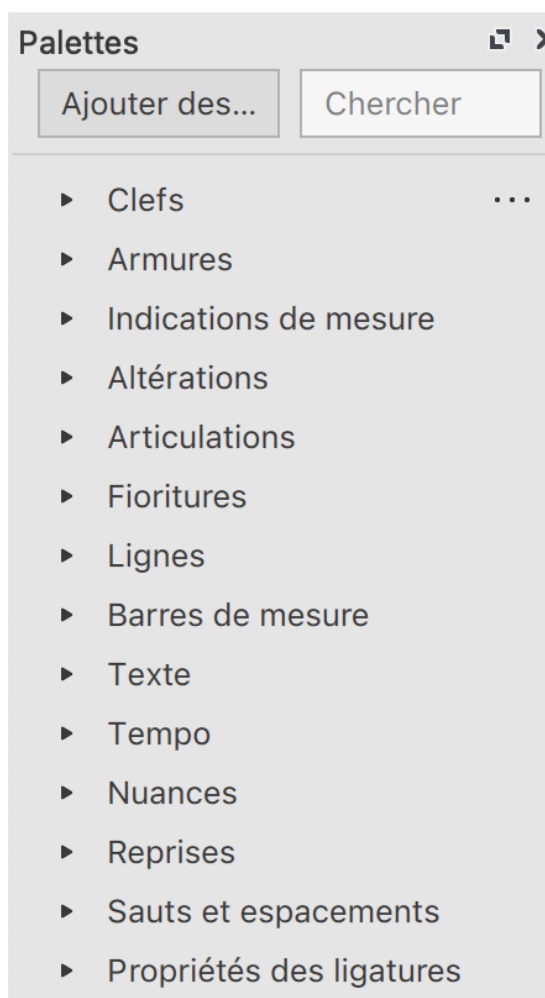 Palettes
Ajouter des... Chercher
Clefs ...
Armures
Indications de mesure
Altérations
Articulations
Fioritures
Lignes
Barres de mesure
Texte
Tempo
Nuances
Reprises
Sauts et espacements
Propriétés des ligatures